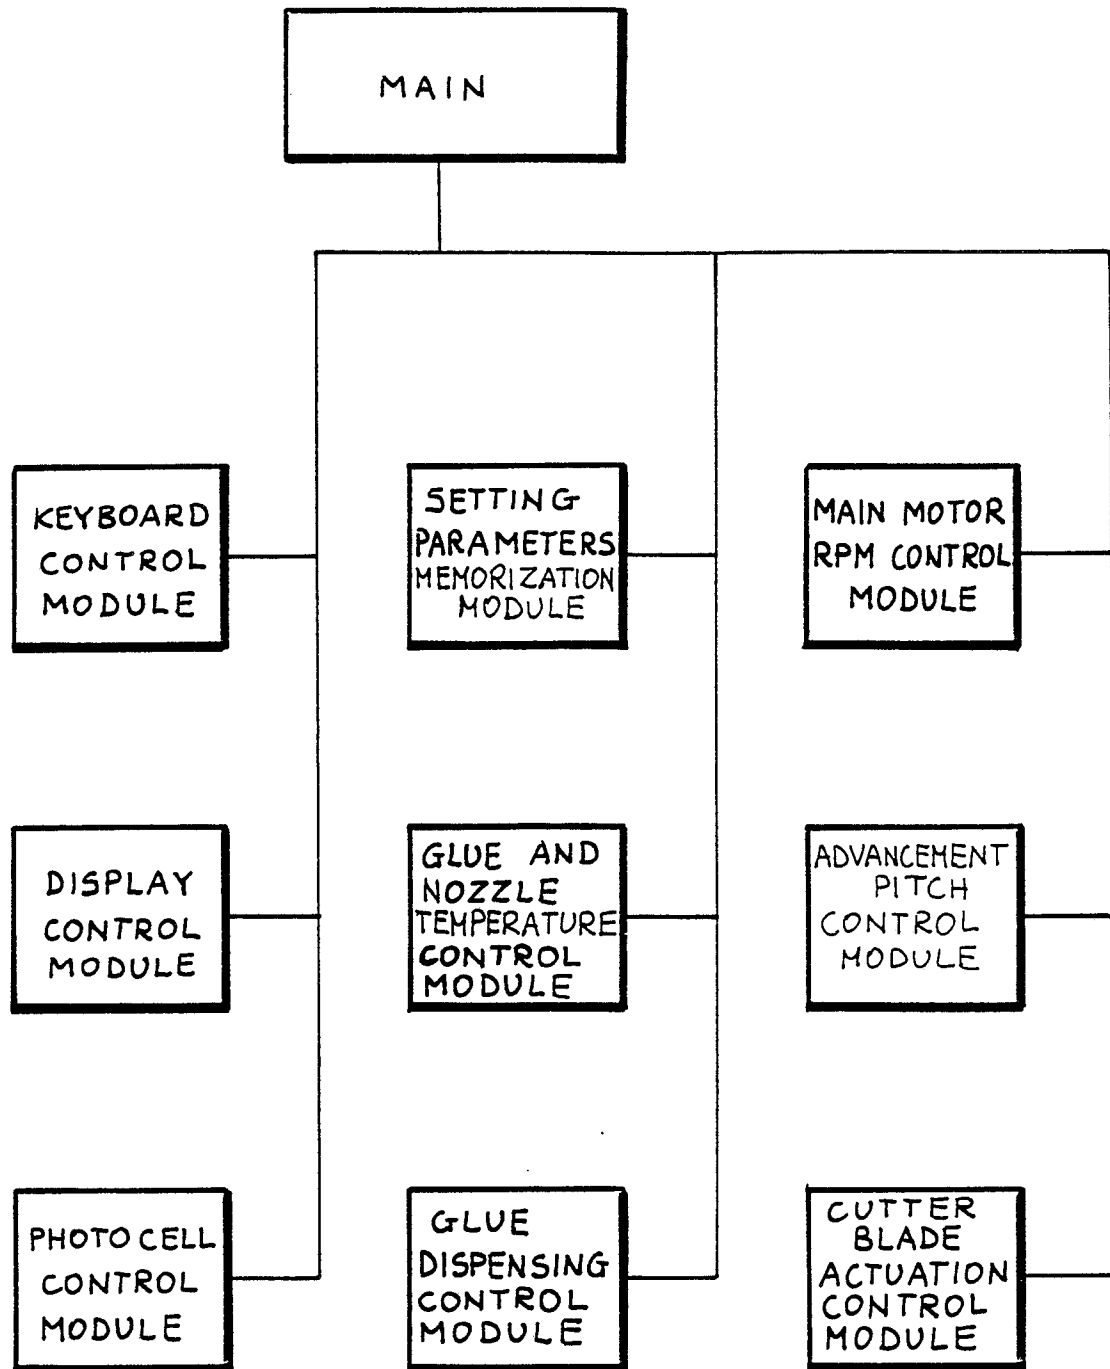 MAIN
KEYBOARD
CONTROL
MODULE
SETTING
PARAMETERS
MEMORIZATION
MODULE
MAIN MOTOR
RPM CONTROL
MODULE
DISPLAY
CONTROL
MODULE
GLUE AND
NOZZLE
TEMPERATURE
CONTROL
MODULE
ADVANCEMENT
PITCH
CONTROL
MODULE
PHOTO CELL
CONTROL
MODULE
GLUE
DISPENSING
CONTROL
MODULE
CUTTER
BLADE
ACTUATION
CONTROL
MODULE